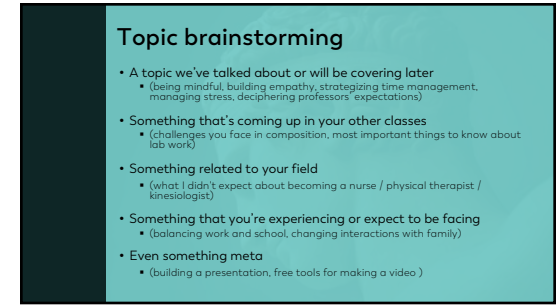 Topic brainstorming
• A topic we've talked about or will be covering later
▪ (being mindful, building empathy, strategizing time management,
managing stress, deciphering professors' expectations)
• Something that's coming up in your other classes
▪ (challenges you face in composition, most important things to know about
lab work)
• Something related to your field
▪ (what I didn't expect about becoming a nurse / physical therapist /
kinesiologist)
• Something that you're experiencing or expect to be facing
▪ (balancing work and school, changing interactions with family)
• Even something meta
▪ (building a presentation, free tools for making a video )